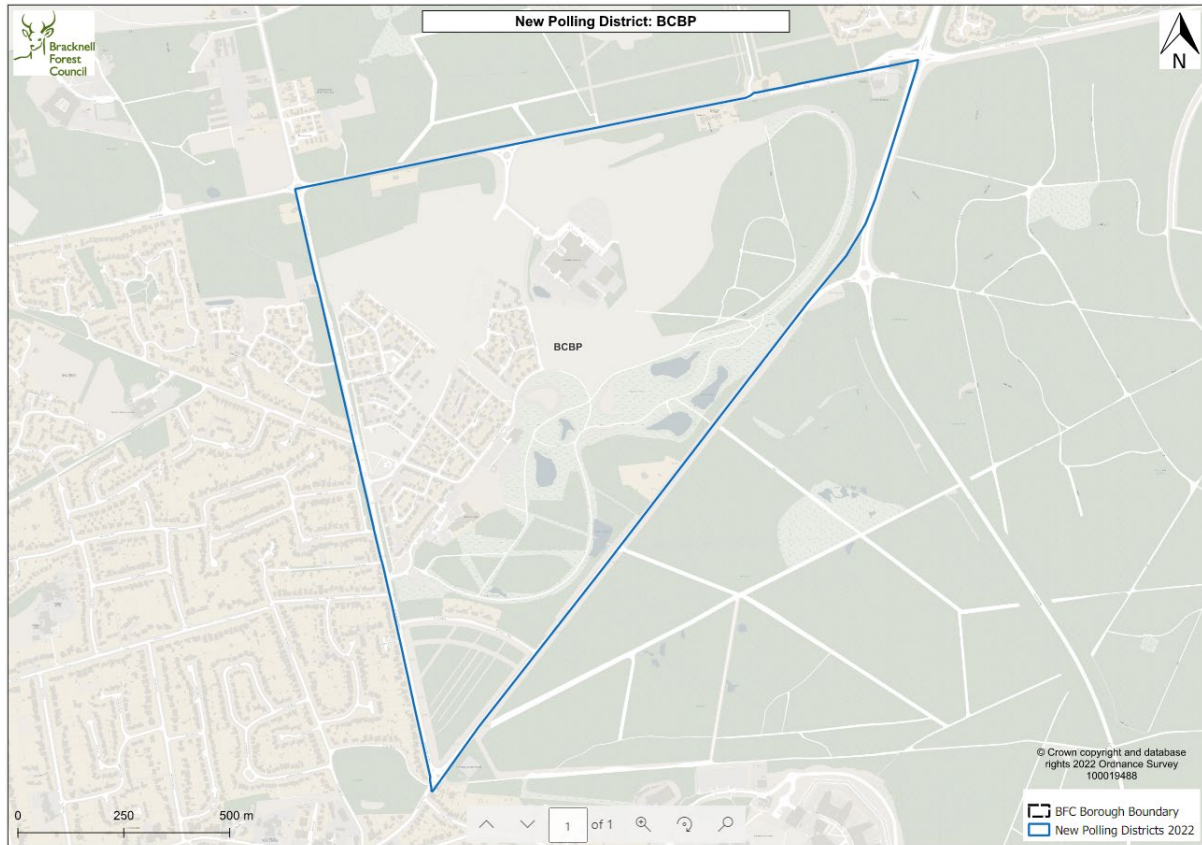 New Polling District: BCBP
Bracknell
Forest
Council
N
BCBP
© Crown copyright and database
rights 2022 Ordnance Survey
100019488
0
250
500 m
1
of 1
BFC Borough Boundary
New Polling Districts 2022